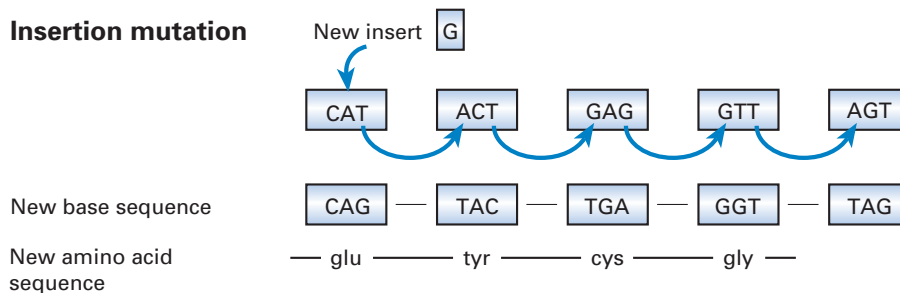 Insertion mutation New insert G
CAT ACT GAG GTT AGT
New base sequence CAG — TAC — TGA — GGT — TAG
New amino acid — glu — tyr — cys — gly —
sequence